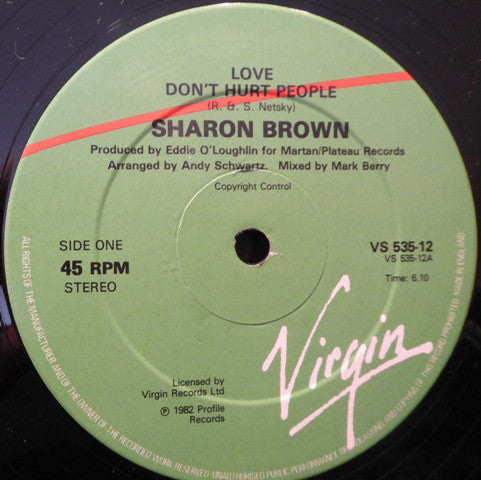 LOVE
DON'T HURT PEOPLE
(R. & S. Netsky)
SHARON BROWN
Produced by Eddie O'Loughlin for Martan/Plateau Records
Arranged by Andy Schwartz. Mixed by Mark Berry
Copyright Control
SIDE ONE
45 RPM
STEREO
VS 535-12
VS 535-12A
Time: 6.10
Virgin
Licensed by
Virgin Records Ltd
℗ 1982 Profile
Records
ALL RIGHTS OF THE MANUFACTURER AND OF THE OWNER OF THE RECORDED WORK RESERVED. UNAUTHORISED PUBLIC PERFORMANCE BROADCASTING AND COPYING OF THIS RECORD PROHIBITED. MADE IN ENGLAND